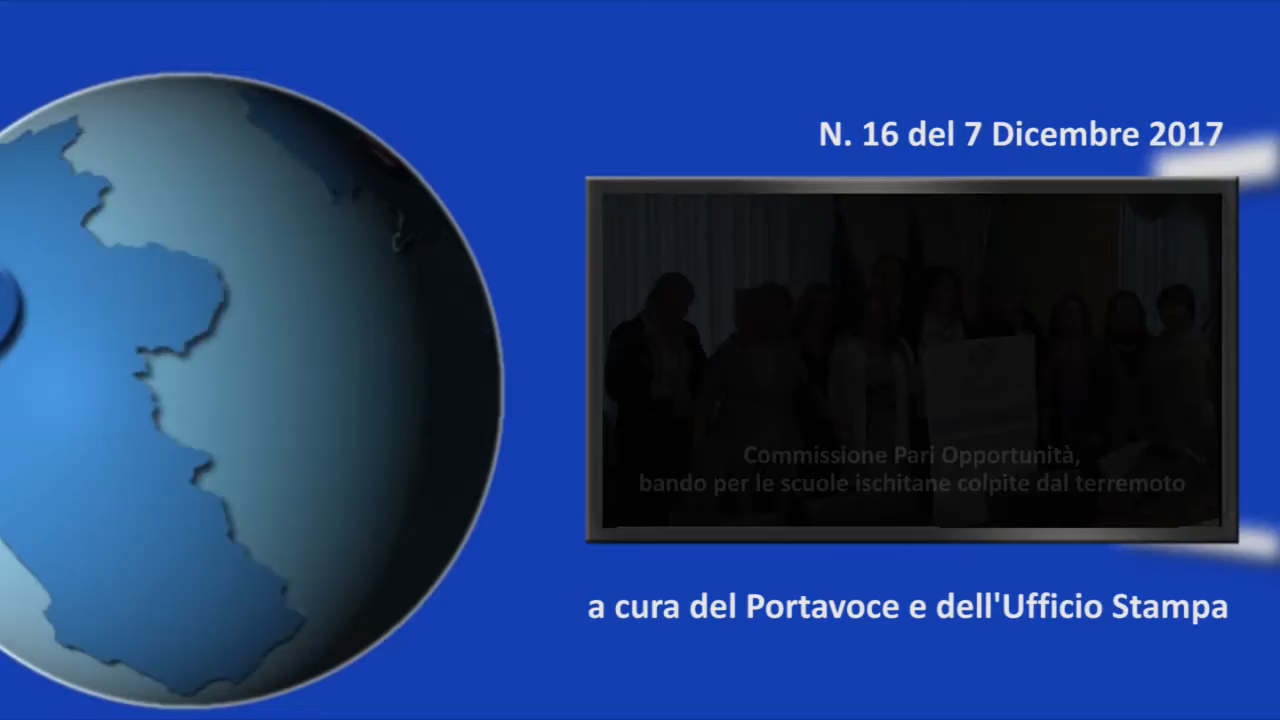 N. 16 del 7 Dicembre 2017
Commissione Pari Opportunità,
bando per le scuole ischitane colpite dal terremoto
a cura del Portavoce e dell'Ufficio Stampa